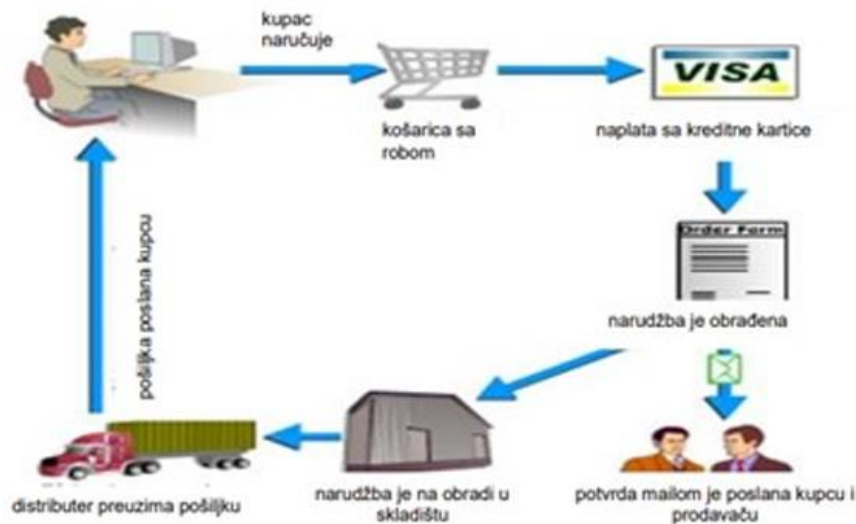 kupac
naručuje
košarica sa
robom
VISA
naplata sa kreditne kartice
Order Form
narudžba je obrađena
potvrda mailom je poslana kupcu i
prodavaču
narudžba je na obradi u
skladištu
distributer preuzima pošiljku
pošiljka poslana kupcu